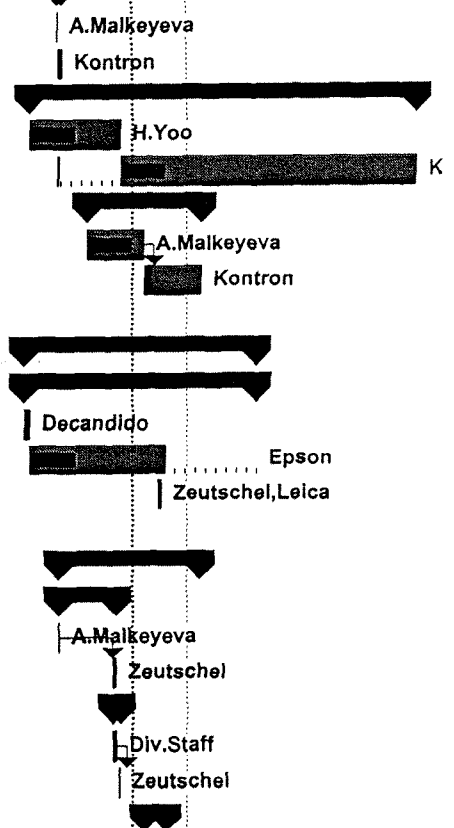 A.Malkeyeva
Kontron
H.Yoo
K
A.Malkeyeva
Kontron
Decandido
Epson
Zeutschel,Leica
A.Malkeyeva
Zeutschel
Div.Staff
Zeutschel